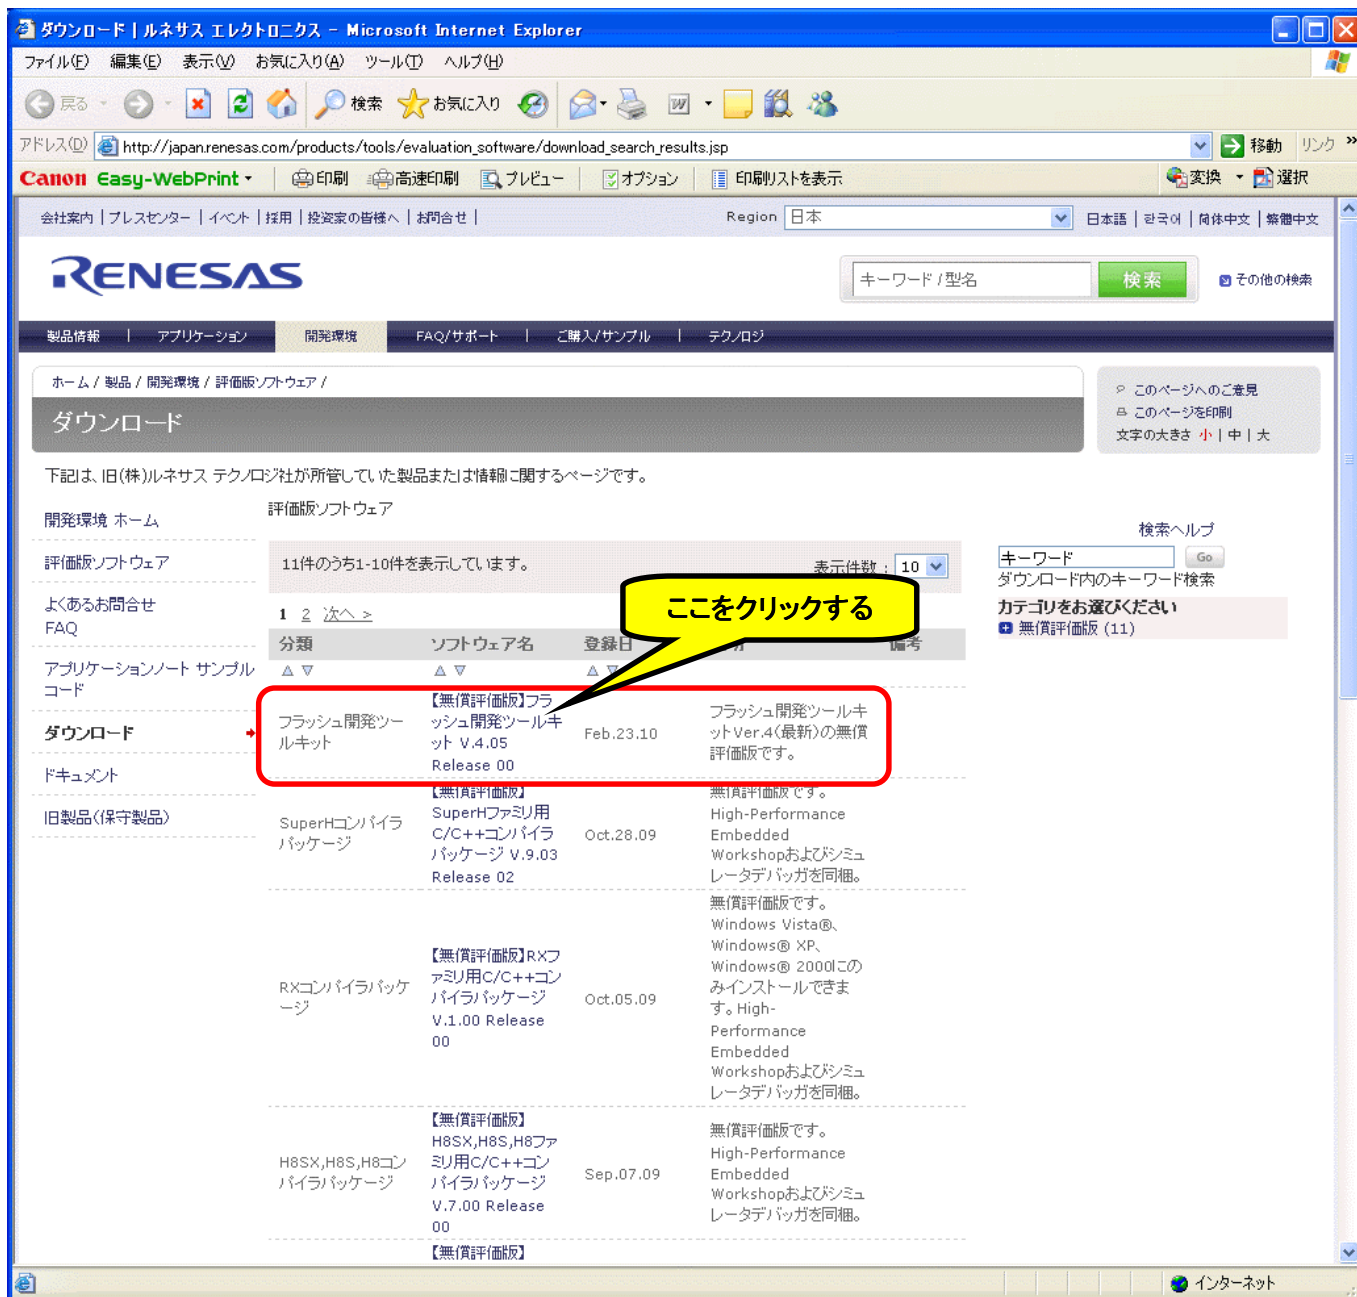 ダウンロード | ルネサス エレクトロニクス - Microsoft Internet Explorer
ファイル(F) 編集(E) 表示(V) お気に入り(A) ツール(T) ヘルプ(H)
戻る 検索 お気に入り
アドレス(D) http://japan.renesas.com/products/tools/evaluation_software/download_search_results.jsp 移動 リンク »
Canon Easy-WebPrint 印刷 高速印刷 プレビュー オプション 印刷リストを表示 変換 選択
会社案内 | プレスセンター | イベント | 採用 | 投資家の皆様へ | お問合せ | Region 日本 日本語 | 한국어 | 简体中文 | 繁體中文
RENESAS
キーワード / 型名 検索 その他の検索
製品情報 | アプリケーション 開発環境 FAQ/サポート | ご購入/サンプル | テクノロジ
ホーム / 製品 / 開発環境 / 評価版ソフトウェア /
ダウンロード
このページへのご意見
このページを印刷
文字の大きさ 小 | 中 | 大
下記は、旧(株)ルネサス テクノロジ社が所管していた製品または情報に関するページです。
開発環境 ホーム
評価版ソフトウェア
よくあるお問合せ
FAQ
アプリケーションノート サンプル
コード
ダウンロード
ドキュメント
旧製品(保守製品)
評価版ソフトウェア
11件のうち1-10件を表示しています。 表示件数 : 10
1 2 次へ >
ここをクリックする
分類 ソフトウェア名 登録日 備考
△ ▽ △ ▽ △ ▽
フラッシュ開発ツー
ルキット
【無償評価版】フラ
ッシュ開発ツールキ
ット V.4.05
Release 00
Feb.23.10
フラッシュ開発ツールキ
ットVer.4(最新)の無償
評価版です。
SuperHコンパイラ
パッケージ
【無償評価版】
SuperHファミリ用
C/C++コンパイラ
パッケージ V.9.03
Release 02
Oct.28.09
無償評価版です。
High-Performance
Embedded
Workshopおよびシミュ
レータデバッガを同梱。
RXコンパイラパッケ
ージ
【無償評価版】RXフ
ァミリ用C/C++コン
パイラパッケージ
V.1.00 Release
00
Oct.05.09
無償評価版です。
Windows Vista®、
Windows® XP、
Windows® 2000にの
みインストールできま
す。High-
Performance
Embedded
Workshopおよびシミュ
レータデバッガを同梱。
H8SX,H8S,H8コン
パイラパッケージ
【無償評価版】
H8SX,H8S,H8ファ
ミリ用C/C++コン
パイラパッケージ
V.7.00 Release
00
Sep.07.09
無償評価版です。
High-Performance
Embedded
Workshopおよびシミュ
レータデバッガを同梱。
【無償評価版】
検索ヘルプ
キーワード Go
ダウンロード内のキーワード検索
カテゴリをお選びください
無償評価版 (11)
インターネット